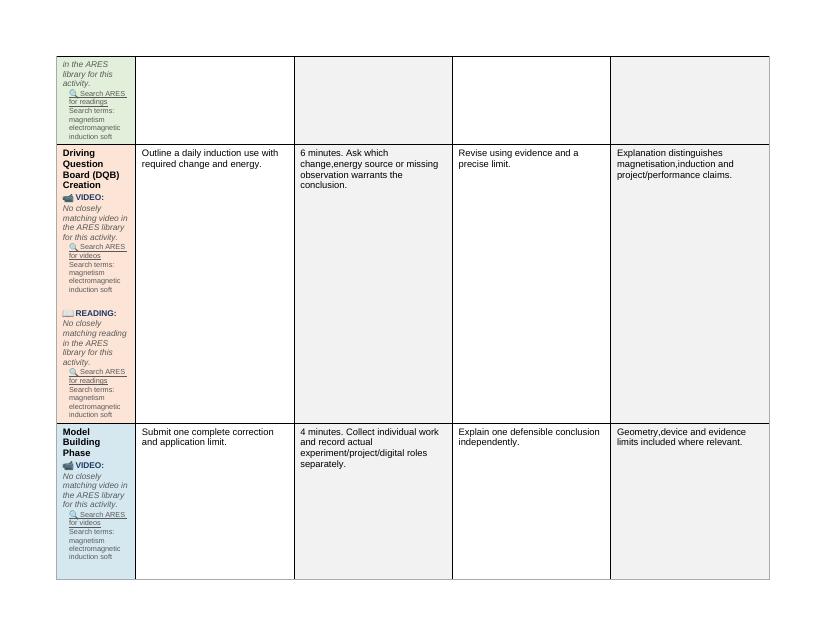 in the ARES
library for this
activity.
🔍 Search ARES
for readings
Search terms:
magnetism
electromagnetic
induction soft
Driving
Question
Board (DQB)
Creation
📹 VIDEO:
No closely
matching video in
the ARES library
for this activity.
🔍 Search ARES
for videos
Search terms:
magnetism
electromagnetic
induction soft
📖 READING:
No closely
matching reading
in the ARES
library for this
activity.
🔍 Search ARES
for readings
Search terms:
magnetism
electromagnetic
induction soft
Outline a daily induction use with
required change and energy.
6 minutes. Ask which
change,energy source or missing
observation warrants the
conclusion.
Revise using evidence and a
precise limit.
Explanation distinguishes
magnetisation,induction and
project/performance claims.
Model
Building
Phase
📹 VIDEO:
No closely
matching video in
the ARES library
for this activity.
🔍 Search ARES
for videos
Search terms:
magnetism
electromagnetic
induction soft
Submit one complete correction
and application limit.
4 minutes. Collect individual work
and record actual
experiment/project/digital roles
separately.
Explain one defensible conclusion
independently.
Geometry,device and evidence
limits included where relevant.